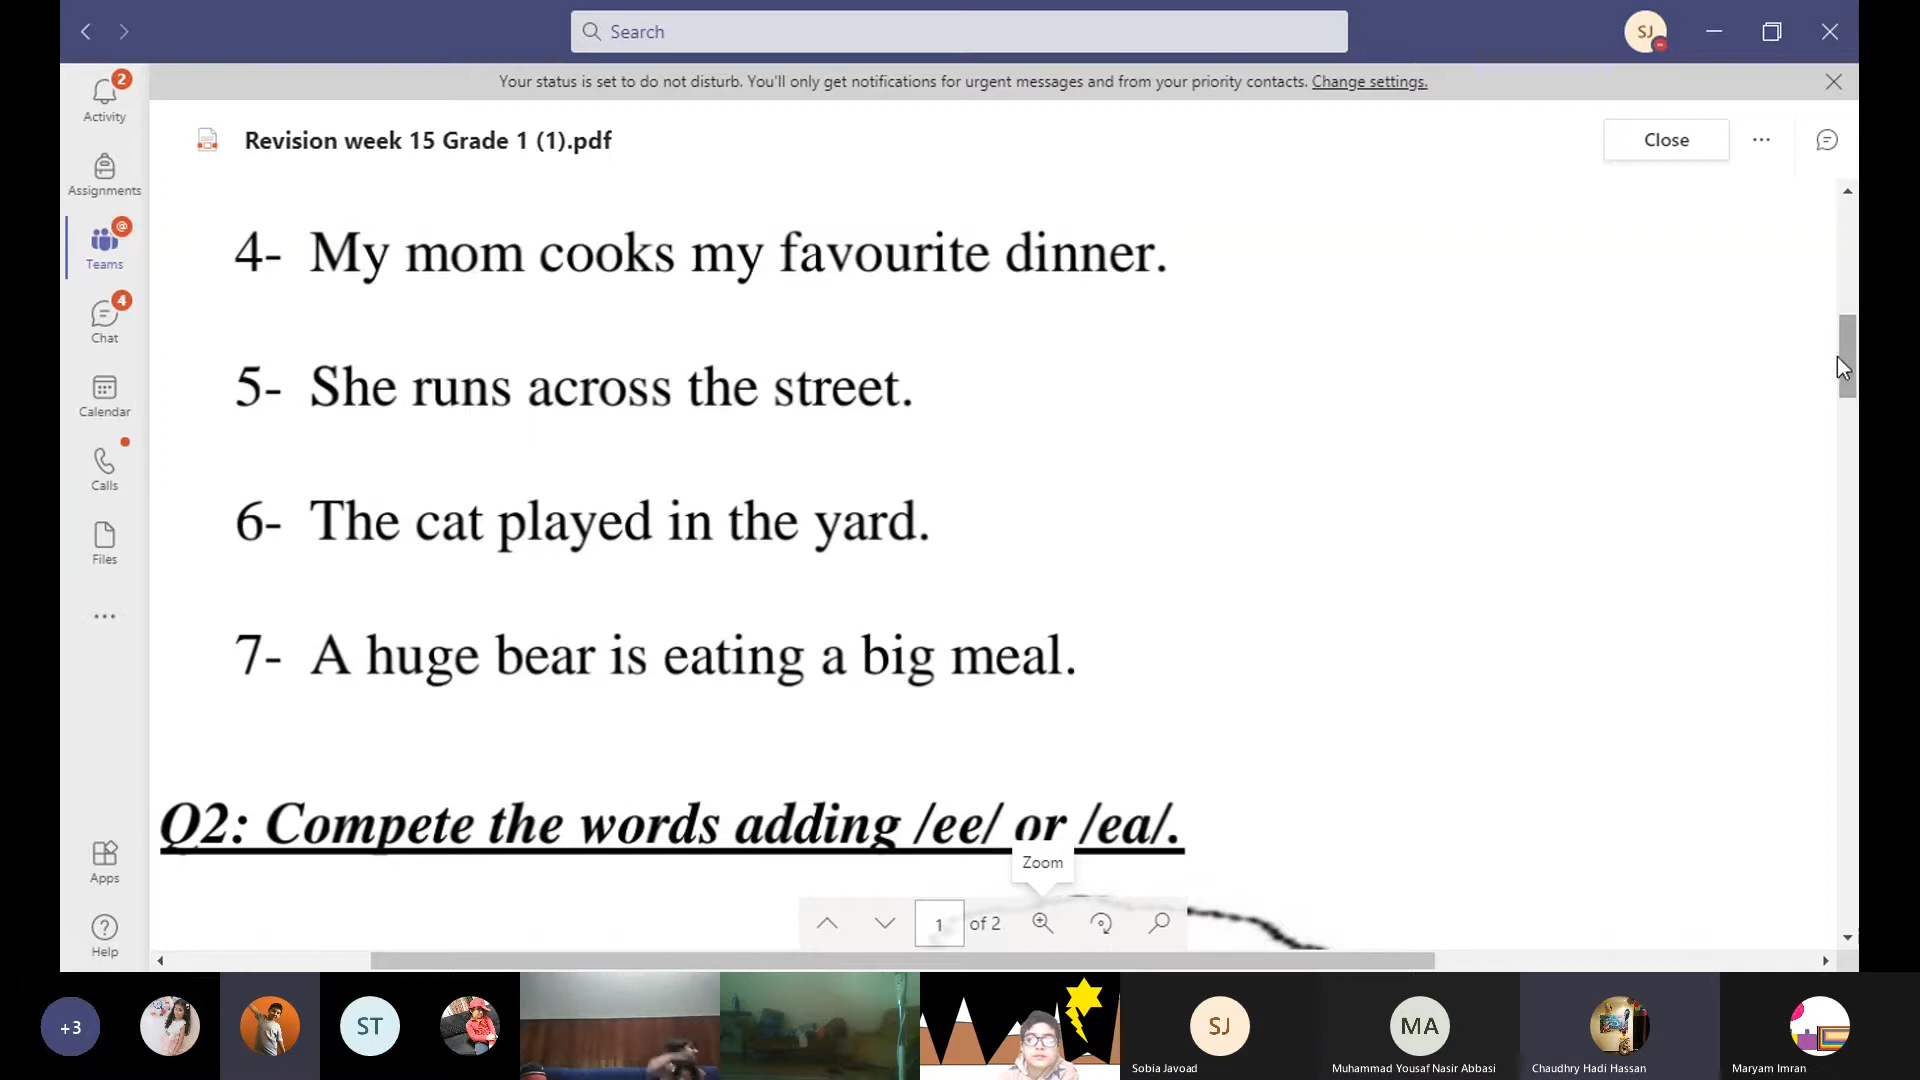 Search
SJ
Your status is set to do not disturb. You'll only get notifications for urgent messages and from your priority contacts. Change settings.
2
Activity
Revision week 15 Grade 1 (1).pdf
Close
Assignments
@
Teams
4- My mom cooks my favourite dinner.
4
Chat
5- She runs across the street.
Calendar
Calls
6- The cat played in the yard.
Files
7- A huge bear is eating a big meal.
Q2: Compete the words adding /ee/ or /ea/.
Zoom
Apps
1 of 2
Help
+3
ST
SJ
MA
Sobia Javoad
Muhammad Yousaf Nasir Abbasi
Chaudhry Hadi Hassan
Maryam Imran